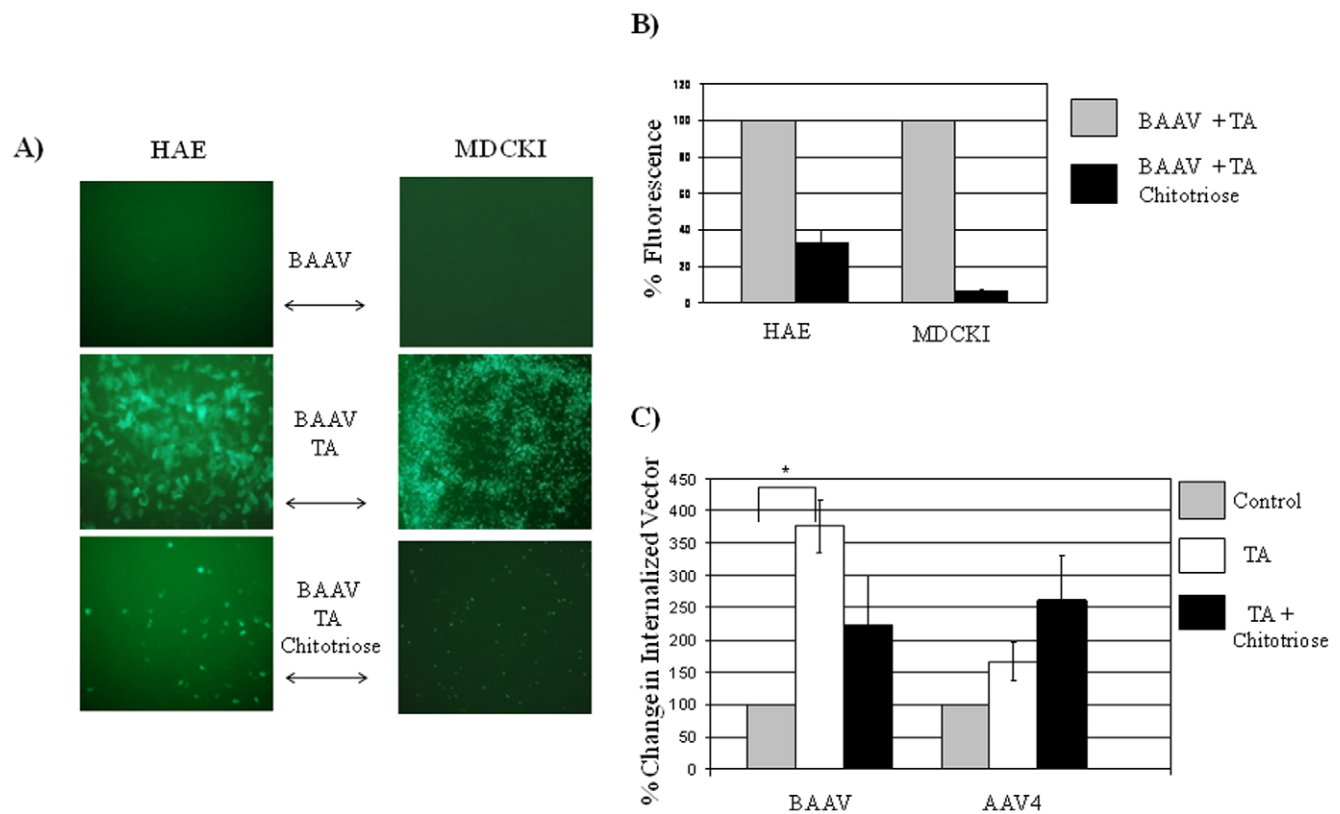 A)
HAE
MDCKI
BAAV
BAAV
TA
BAAV
TA
Chitotriose
B)
% Fluorescence
120
100
80
60
40
20
0
HAE
MDCKI
BAAV +TA
BAAV +TA
Chitotriose
C)
% Change in Internalized Vector
450
400
350
300
250
200
150
100
50
0
*
BAAV
AAV4
Control
TA
TA +
Chitotriose